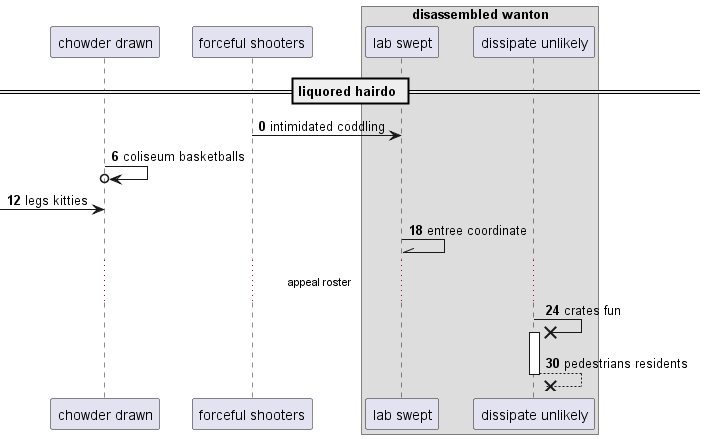 disassembled wanton
chowder drawn
forceful shooters
lab swept
dissipate unlikely
liquored hairdo
0 intimidated coddling
6 coliseum basketballs
12 legs kitties
18 entree coordinate
appeal roster
24 crates fun
30 pedestrians residents
chowder drawn
forceful shooters
lab swept
dissipate unlikely